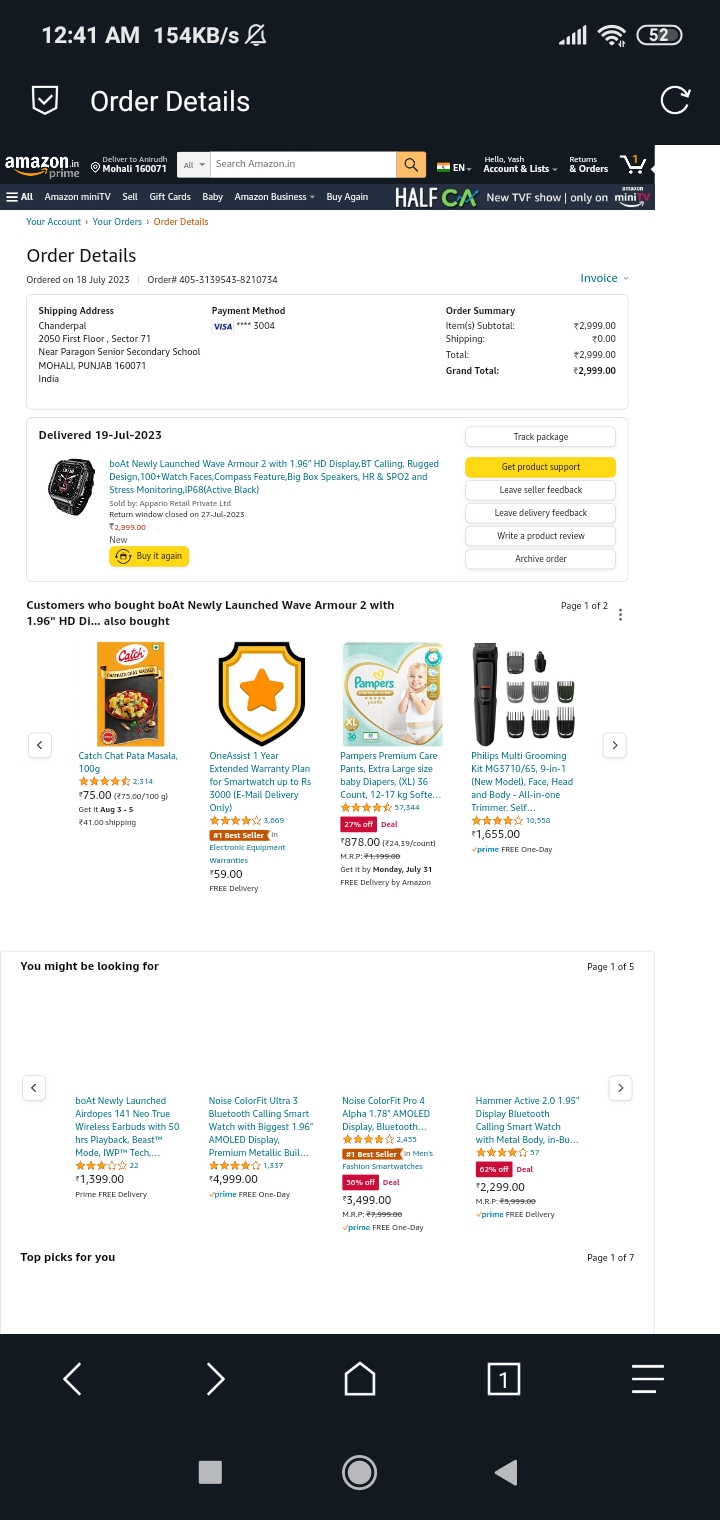 12:41 AM 154KB/s
52
Order Details
amazon.in
prime
Deliver to Anirudh
Mohali 160071
All
Search Amazon.in
EN
Hello, Yash
Account & Lists
Returns
& Orders
1
All
Amazon miniTV
Sell
Gift Cards
Baby
Amazon Business
Buy Again
HALF CA
New TVF show | only on
amazon
miniTV
Your Account › Your Orders › Order Details
Order Details
Ordered on 18 July 2023 | Order# 405-3139543-8210734
Invoice
Shipping Address
Chanderpal
2050 First Floor , Sector 71
Near Paragon Senior Secondary School
MOHALI, PUNJAB 160071
India
Payment Method
VISA **** 3004
Order Summary
Item(s) Subtotal: ₹2,999.00
Shipping: ₹0.00
Total: ₹2,999.00
Grand Total: ₹2,999.00
Delivered 19-Jul-2023
boAt Newly Launched Wave Armour 2 with 1.96" HD Display,BT Calling, Rugged
Design,100+Watch Faces,Compass Feature,Big Box Speakers, HR & SPO2 and
Stress Monitoring,IP68(Active Black)
Sold by: Appario Retail Private Ltd
Return window closed on 27-Jul-2023
₹2,999.00
New
Buy it again
Track package
Get product support
Leave seller feedback
Leave delivery feedback
Write a product review
Archive order
Customers who bought boAt Newly Launched Wave Armour 2 with
1.96" HD Di... also bought
Page 1 of 2
Catch
Pampers
XL
36
Catch Chat Pata Masala,
100g
2,314
₹75.00 (₹75.00/100 g)
Get it Aug 3 - 5
₹41.00 shipping
OneAssist 1 Year
Extended Warranty Plan
for Smartwatch up to Rs
3000 (E-Mail Delivery
Only)
3,669
#1 Best Seller in
Electronic Equipment
Warranties
₹59.00
FREE Delivery
Pampers Premium Care
Pants, Extra Large size
baby Diapers, (XL) 36
Count, 12-17 kg Softe...
57,344
27% off Deal
₹878.00 (₹24.39/count)
M.R.P: ₹1,199.00
Get it by Monday, July 31
FREE Delivery by Amazon
Philips Multi Grooming
Kit MG3710/65, 9-in-1
(New Model), Face, Head
and Body - All-in-one
Trimmer. Self...
10,558
₹1,655.00
prime FREE One-Day
You might be looking for
Page 1 of 5
boAt Newly Launched
Airdopes 141 Neo True
Wireless Earbuds with 50
hrs Playback, Beast™
Mode, IWP™ Tech,...
22
₹1,399.00
Prime FREE Delivery
Noise ColorFit Ultra 3
Bluetooth Calling Smart
Watch with Biggest 1.96"
AMOLED Display,
Premium Metallic Buil...
1,337
₹4,999.00
prime FREE One-Day
Noise ColorFit Pro 4
Alpha 1.78" AMOLED
Display, Bluetooth...
2,455
#1 Best Seller in Men's
Fashion Smartwatches
56% off Deal
₹3,499.00
M.R.P: ₹7,999.00
prime FREE One-Day
Hammer Active 2.0 1.95"
Display Bluetooth
Calling Smart Watch
with Metal Body, in-Bu...
57
62% off Deal
₹2,299.00
M.R.P: ₹5,999.00
prime FREE Delivery
Top picks for you
Page 1 of 7
1